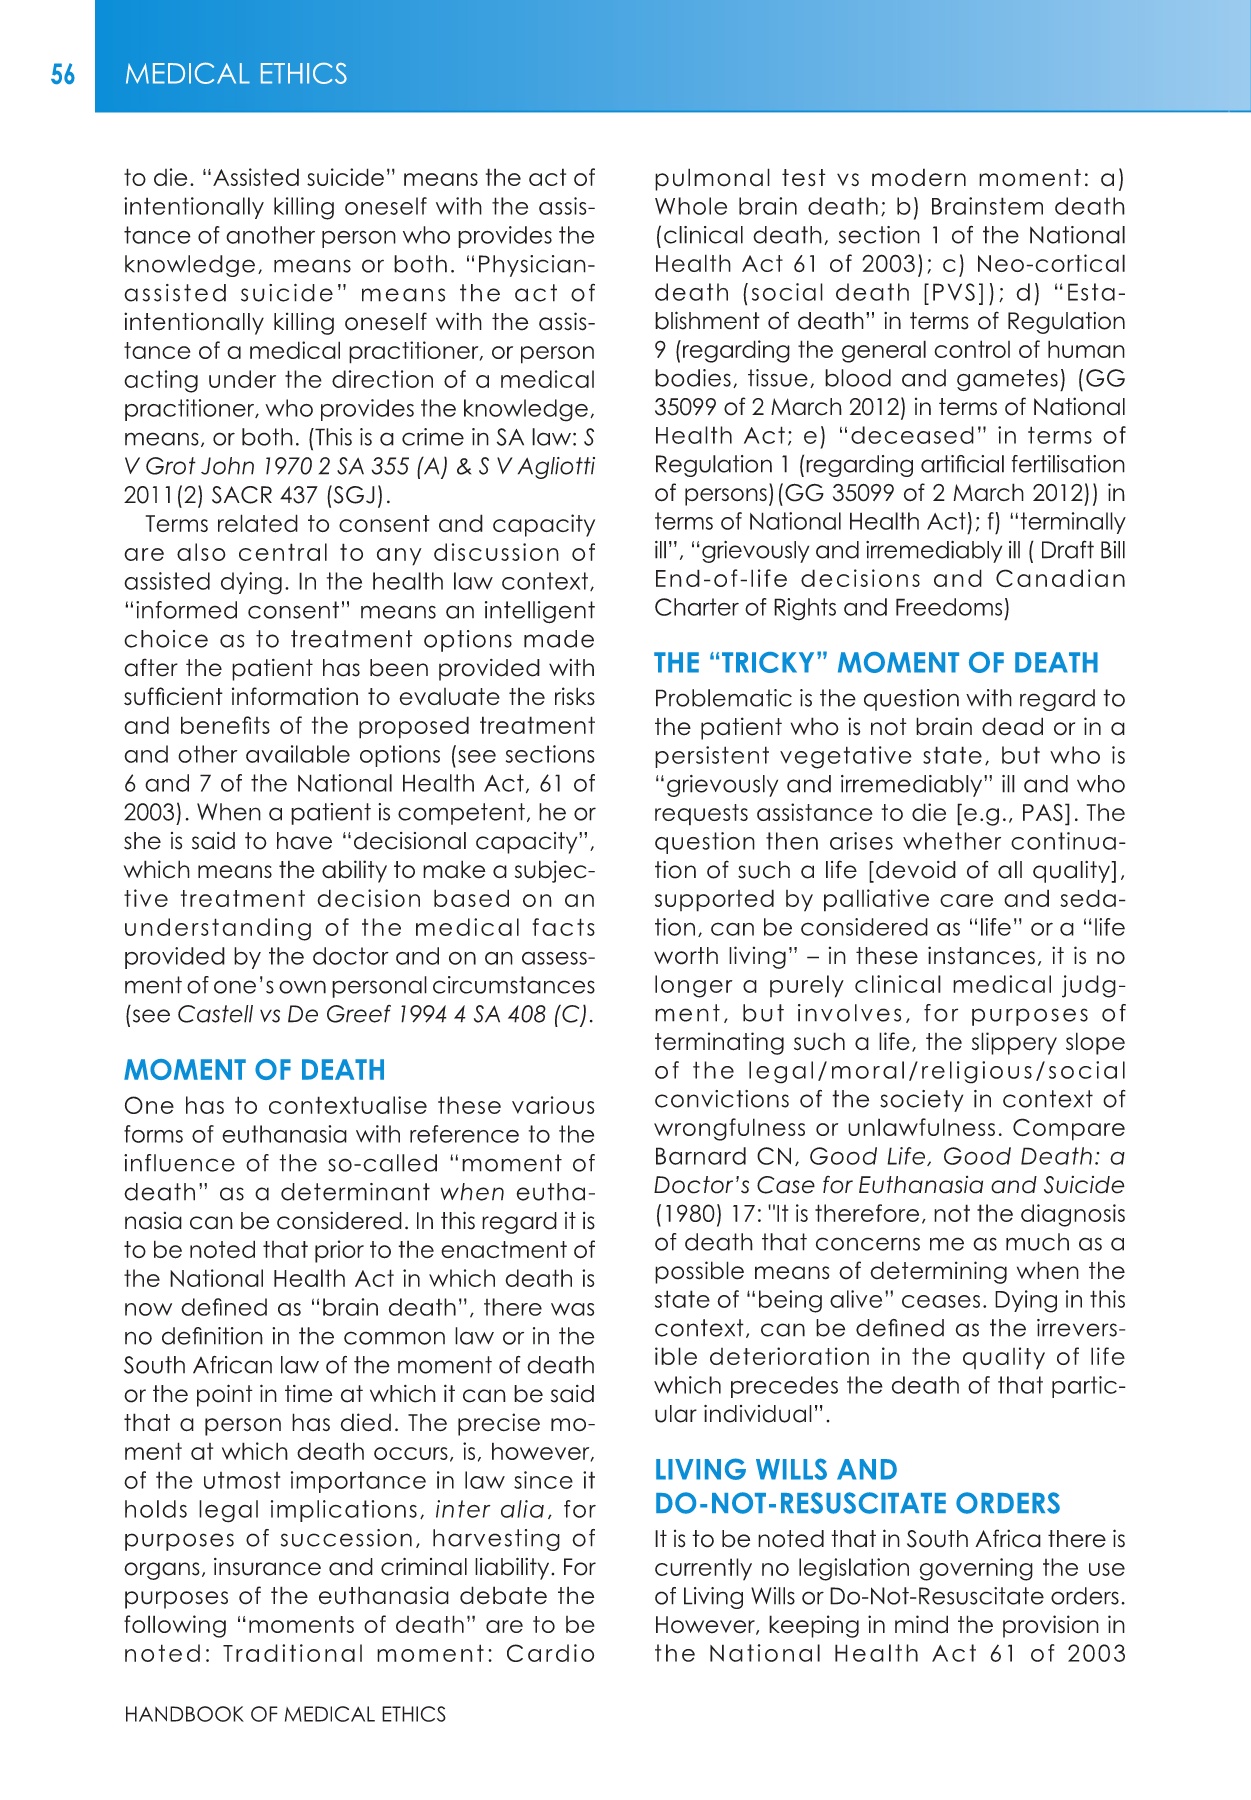 56
MEDICAL ETHICS
to die. “Assisted suicide” means the act of
intentionally killing oneself with the assis-
tance of another person who provides the
knowledge, means or both. “Physician-
assisted suicide” means the act of
intentionally killing oneself with the assis-
tance of a medical practitioner, or person
acting under the direction of a medical
practitioner, who provides the knowledge,
means, or both. (This is a crime in SA law: S
V Grot John 1970 2 SA 355 (A) & S V Agliotti
2011(2) SACR 437 (SGJ).
Terms related to consent and capacity
are also central to any discussion of
assisted dying. In the health law context,
“informed consent” means an intelligent
choice as to treatment options made
after the patient has been provided with
sufficient information to evaluate the risks
and benefits of the proposed treatment
and other available options (see sections
6 and 7 of the National Health Act, 61 of
2003). When a patient is competent, he or
she is said to have “decisional capacity”,
which means the ability to make a subjec-
tive treatment decision based on an
understanding of the medical facts
provided by the doctor and on an assess-
ment of one’s own personal circumstances
(see Castell vs De Greef 1994 4 SA 408 (C).
MOMENT OF DEATH
One has to contextualise these various
forms of euthanasia with reference to the
influence of the so-called “moment of
death” as a determinant when eutha-
nasia can be considered. In this regard it is
to be noted that prior to the enactment of
the National Health Act in which death is
now defined as “brain death”, there was
no definition in the common law or in the
South African law of the moment of death
or the point in time at which it can be said
that a person has died. The precise mo-
ment at which death occurs, is, however,
of the utmost importance in law since it
holds legal implications, inter alia, for
purposes of succession, harvesting of
organs, insurance and criminal liability. For
purposes of the euthanasia debate the
following “moments of death” are to be
noted: Traditional moment: Cardio
pulmonal test vs modern moment: a)
Whole brain death; b) Brainstem death
(clinical death, section 1 of the National
Health Act 61 of 2003); c) Neo-cortical
death (social death [PVS]); d) “Esta-
blishment of death” in terms of Regulation
9 (regarding the general control of human
bodies, tissue, blood and gametes) (GG
35099 of 2 March 2012) in terms of National
Health Act; e) “deceased” in terms of
Regulation 1 (regarding artificial fertilisation
of persons)(GG 35099 of 2 March 2012)) in
terms of National Health Act); f) “terminally
ill”, “grievously and irremediably ill ( Draft Bill
End-of-life decisions and Canadian
Charter of Rights and Freedoms)
THE “TRICKY” MOMENT OF DEATH
Problematic is the question with regard to
the patient who is not brain dead or in a
persistent vegetative state, but who is
“grievously and irremediably” ill and who
requests assistance to die [e.g., PAS]. The
question then arises whether continua-
tion of such a life [devoid of all quality],
supported by palliative care and seda-
tion, can be considered as “life” or a “life
worth living” – in these instances, it is no
longer a purely clinical medical judg-
ment, but involves, for purposes of
terminating such a life, the slippery slope
of the legal/moral/religious/social
convictions of the society in context of
wrongfulness or unlawfulness. Compare
Barnard CN, Good Life, Good Death: a
Doctor’s Case for Euthanasia and Suicide
(1980) 17: "It is therefore, not the diagnosis
of death that concerns me as much as a
possible means of determining when the
state of “being alive” ceases. Dying in this
context, can be defined as the irrevers-
ible deterioration in the quality of life
which precedes the death of that partic-
ular individual”.
LIVING WILLS AND
DO-NOT-RESUSCITATE ORDERS
It is to be noted that in South Africa there is
currently no legislation governing the use
of Living Wills or Do-Not-Resuscitate orders.
However, keeping in mind the provision in
the National Health Act 61 of 2003
HANDBOOK OF MEDICAL ETHICS